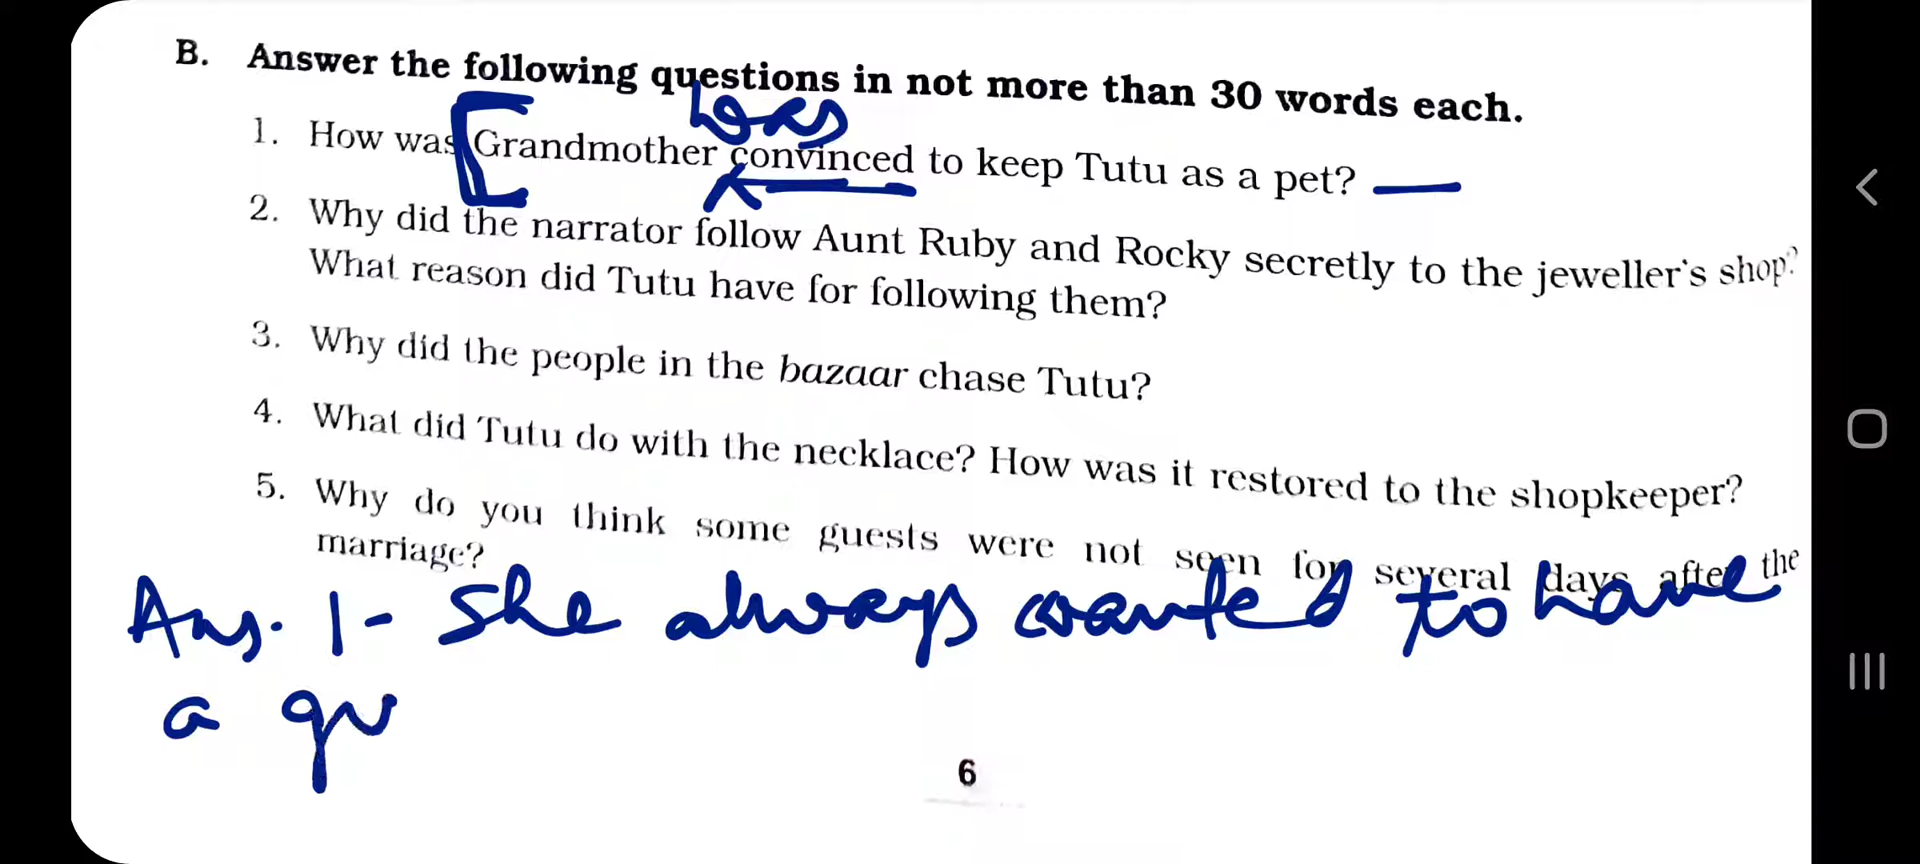 B. Answer the following questions in not more than 30 words each.
was
1. How was Grandmother convinced to keep Tutu as a pet?
2. Why did the narrator follow Aunt Ruby and Rocky secretly to the jeweller's shop?
What reason did Tutu have for following them?
3. Why did the people in the bazaar chase Tutu?
4. What did Tutu do with the necklace? How was it restored to the shopkeeper?
5. Why do you think some guests were not seen for several days after the
marriage?
Ans. 1- She always wanted to have
a
6